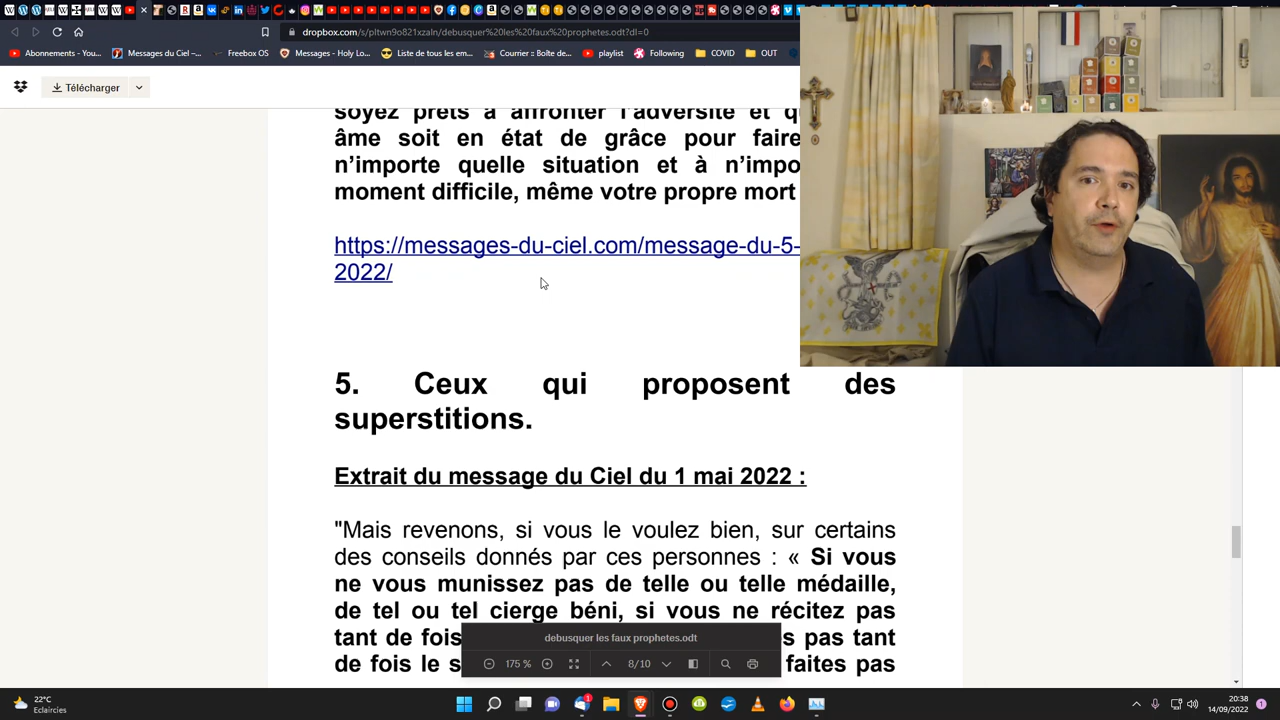 dropbox.com/s/pltwn9o821xzaln/debusquer%20les%20faux%20prophetes.odt?dl=0
Abonnements - You...
Messages du Ciel –...
Freebox OS
Messages - Holy Lo...
Liste de tous les em...
Courrier :: Boîte de...
playlist
Following
COVID
OUT
Télécharger
soyez prêts à affronter l'adversité et qu
âme soit en état de grâce pour faire
n'importe quelle situation et à n'impo
moment difficile, même votre propre mort
https://messages-du-ciel.com/message-du-5-
2022/
5. Ceux qui proposent des
superstitions.
Extrait du message du Ciel du 1 mai 2022 :
"Mais revenons, si vous le voulez bien, sur certains
des conseils donnés par ces personnes : « Si vous
ne vous munissez pas de telle ou telle médaille,
de tel ou tel cierge béni, si vous ne récitez pas
tant de fois
s pas tant
de fois le s
faites pas
debusquer les faux prophetes.odt
175 %
8/10
22°C
Eclaircies
20:38
14/09/2022